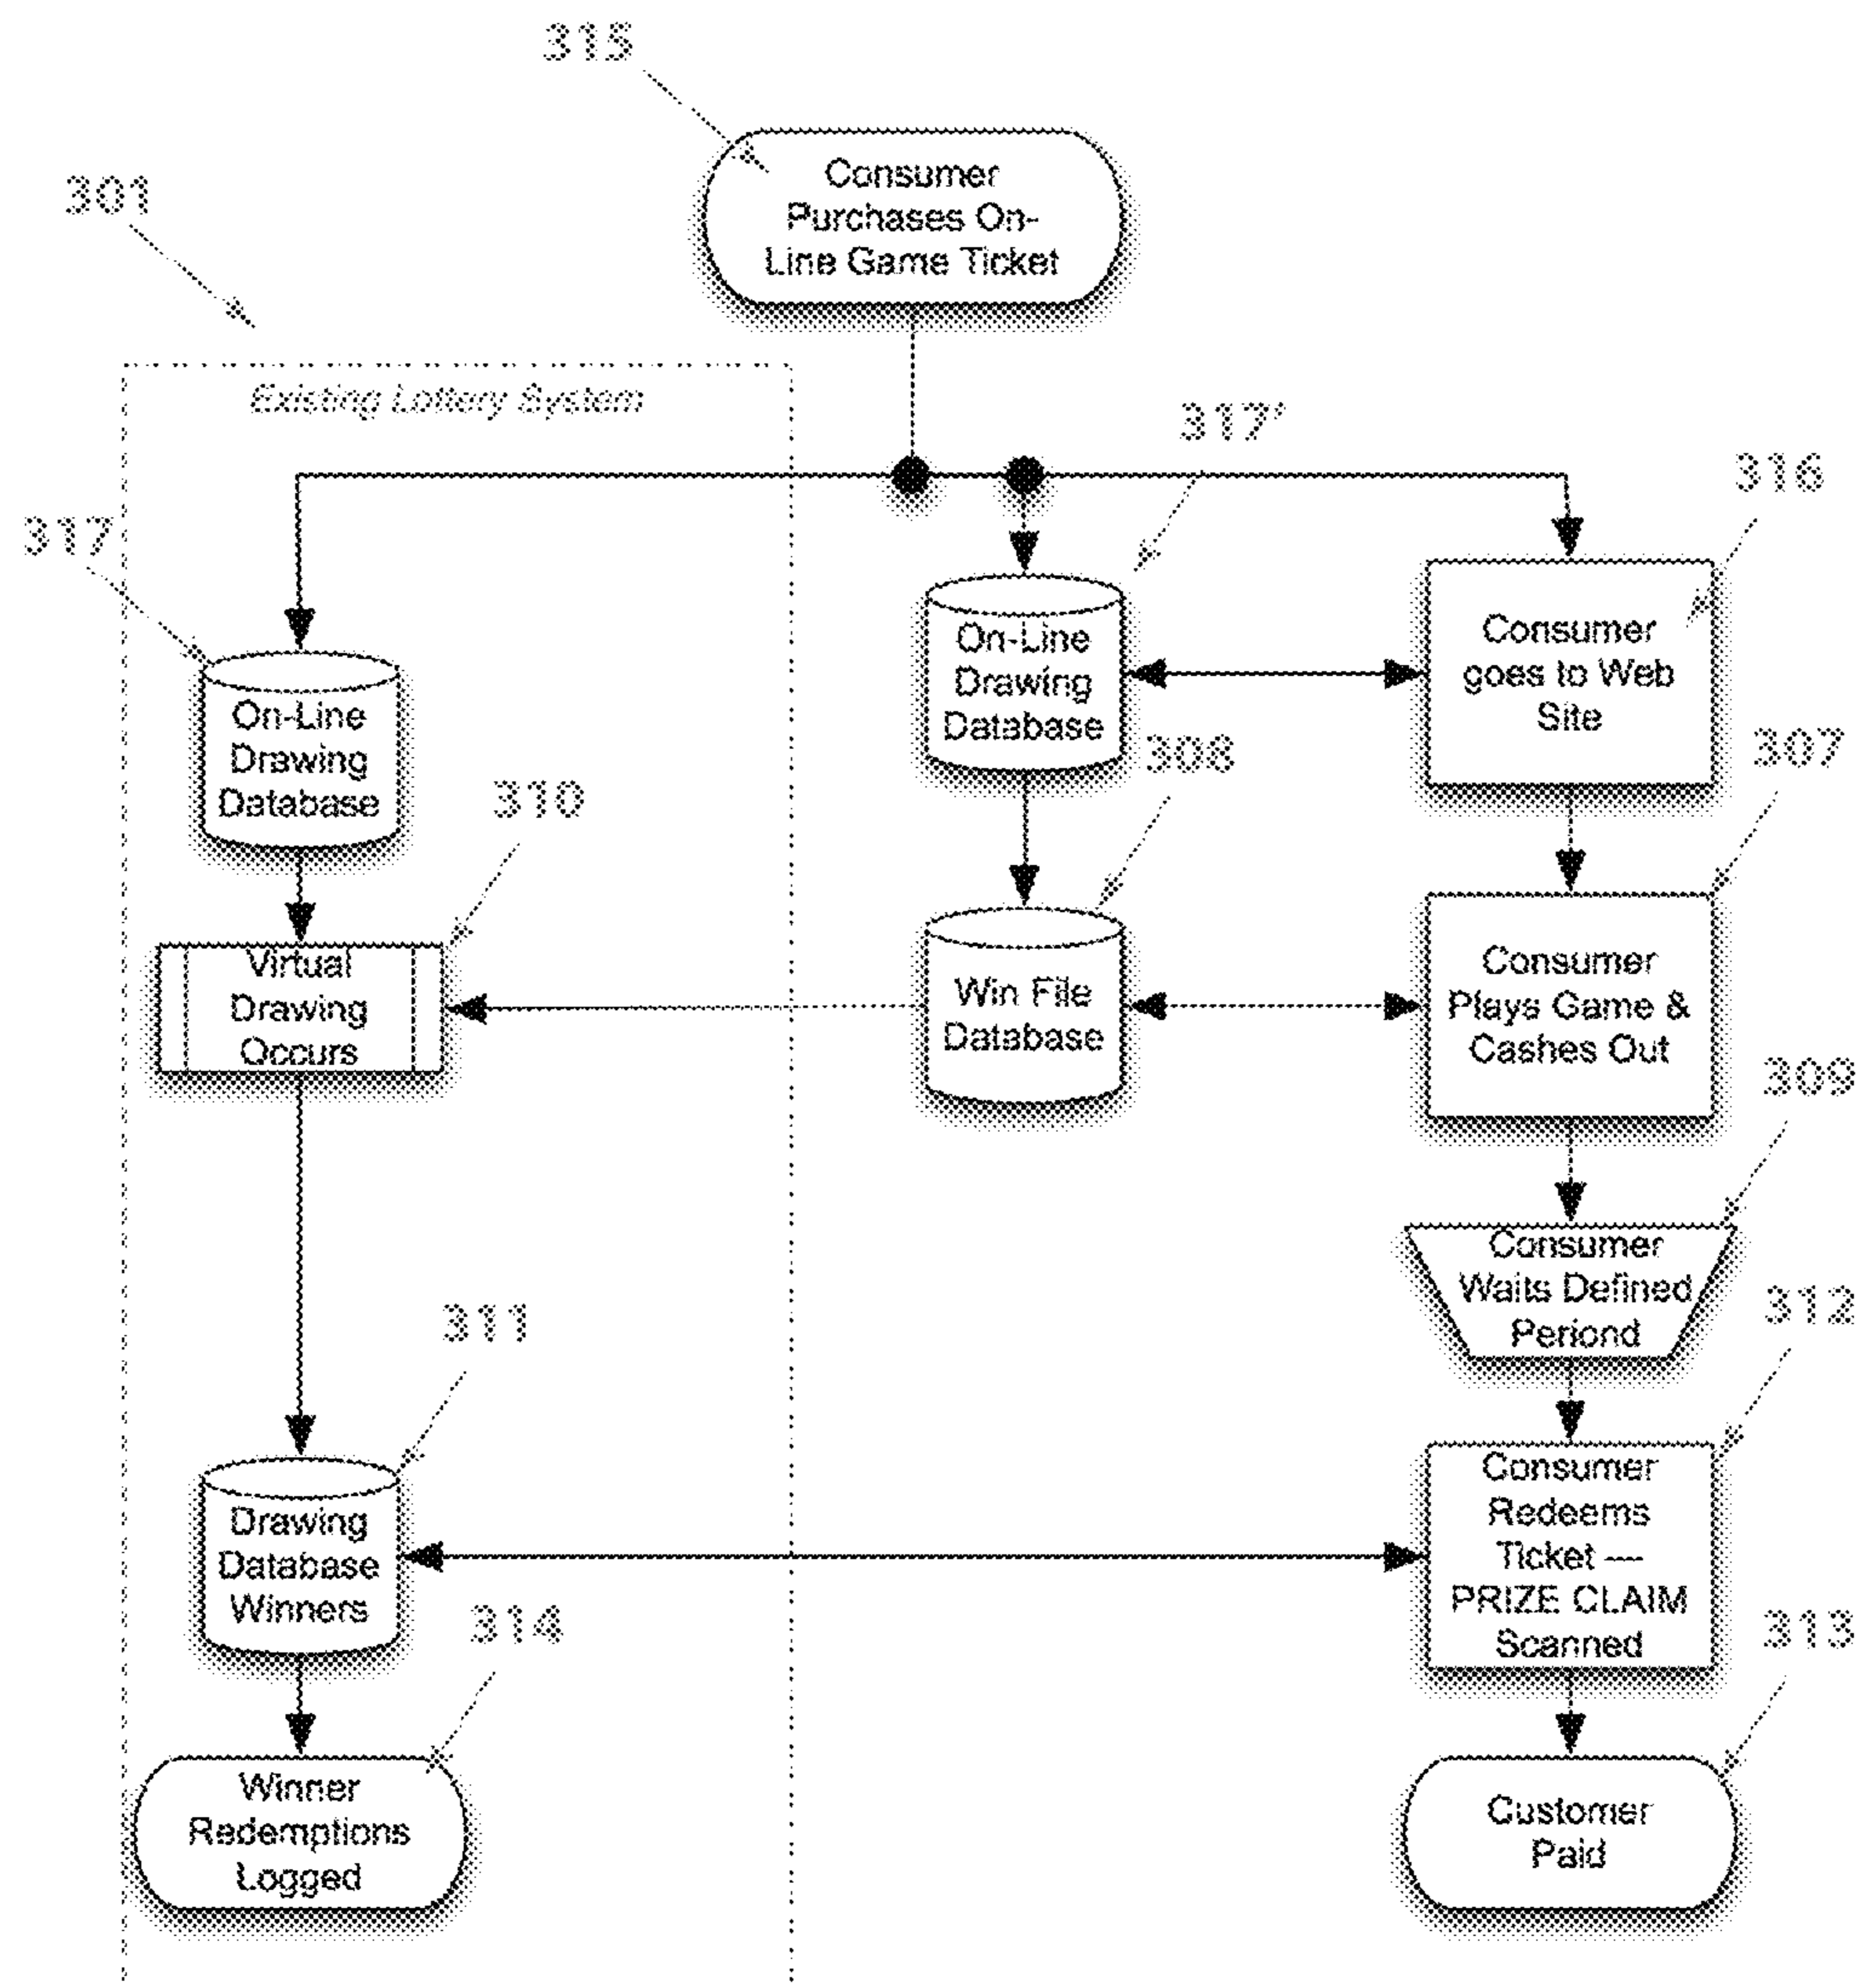 315
Consumer
Purchases On-
Line Game Ticket
301
Existing Lottery System
317'
316
317
On-Line
Drawing
Database
Consumer
goes to Web
Site
On-Line
Drawing
Database
308
307
310
Virtual
Drawing
Occurs
Win File
Database
Consumer
Plays Game &
Cashes Out
309
Consumer
Waits Defined
Periond
312
311
Drawing
Database
Winners
Consumer
Redeems
Ticket ---
PRIZE CLAIM
Scanned
314
313
Winner
Redemptions
Logged
Customer
Paid